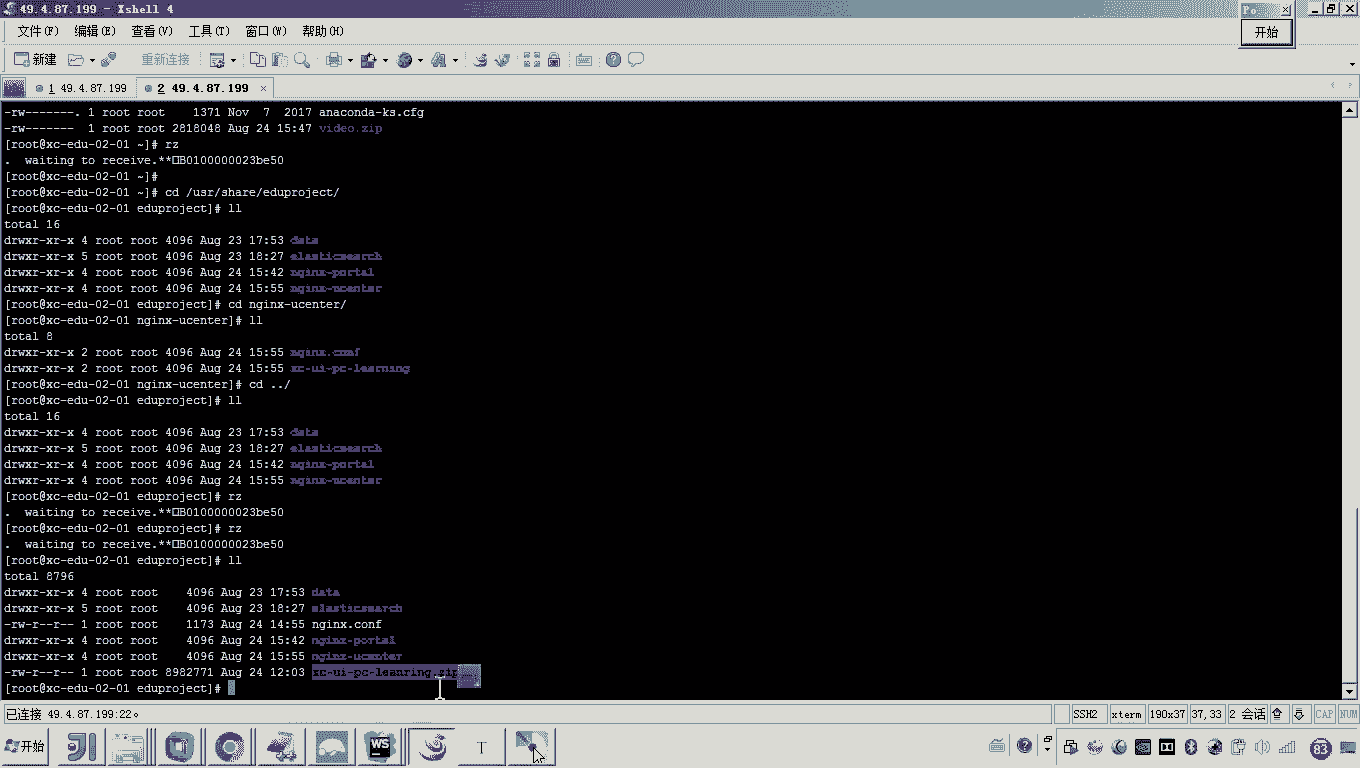 49.4.87.199 - Xshell 4
Po
文件(F) 编辑(E) 查看(V) 工具(T) 窗口(W) 帮助(H)
开始
新建 重新连接
1 49.4.87.199 2 49.4.87.199
-rw-------. 1 root root 1371 Nov 7 2017 anaconda-ks.cfg
-rw------- 1 root root 2818048 Aug 24 15:47 video.zip
[root@xc-edu-02-01 ~]# rz
. waiting to receive.**□B0100000023be50
[root@xc-edu-02-01 ~]#
[root@xc-edu-02-01 ~]# cd /usr/share/eduproject/
[root@xc-edu-02-01 eduproject]# ll
total 16
drwxr-xr-x 4 root root 4096 Aug 23 17:53 data
drwxr-xr-x 5 root root 4096 Aug 23 18:27 elasticsearch
drwxr-xr-x 4 root root 4096 Aug 24 15:42 nginx-portal
drwxr-xr-x 4 root root 4096 Aug 24 15:55 nginx-ucenter
[root@xc-edu-02-01 eduproject]# cd nginx-ucenter/
[root@xc-edu-02-01 nginx-ucenter]# ll
total 8
drwxr-xr-x 2 root root 4096 Aug 24 15:55 nginx.conf
drwxr-xr-x 2 root root 4096 Aug 24 15:55 xc-ui-pc-learning
[root@xc-edu-02-01 nginx-ucenter]# cd ../
[root@xc-edu-02-01 eduproject]# ll
total 16
drwxr-xr-x 4 root root 4096 Aug 23 17:53 data
drwxr-xr-x 5 root root 4096 Aug 23 18:27 elasticsearch
drwxr-xr-x 4 root root 4096 Aug 24 15:42 nginx-portal
drwxr-xr-x 4 root root 4096 Aug 24 15:55 nginx-ucenter
[root@xc-edu-02-01 eduproject]# rz
. waiting to receive.**□B0100000023be50
[root@xc-edu-02-01 eduproject]# rz
. waiting to receive.**□B0100000023be50
[root@xc-edu-02-01 eduproject]# ll
total 8796
drwxr-xr-x 4 root root 4096 Aug 23 17:53 data
drwxr-xr-x 5 root root 4096 Aug 23 18:27 elasticsearch
-rw-r--r-- 1 root root 1173 Aug 24 14:55 nginx.conf
drwxr-xr-x 4 root root 4096 Aug 24 15:42 nginx-portal
drwxr-xr-x 4 root root 4096 Aug 24 15:55 nginx-ucenter
-rw-r--r-- 1 root root 8982771 Aug 24 12:03 xc-ui-pc-leanring.zip
[root@xc-edu-02-01 eduproject]#
已连接 49.4.87.199:22。 SSH2 xterm 190x37 37,33 2 会话 CAP NUM
开始 WS T 83